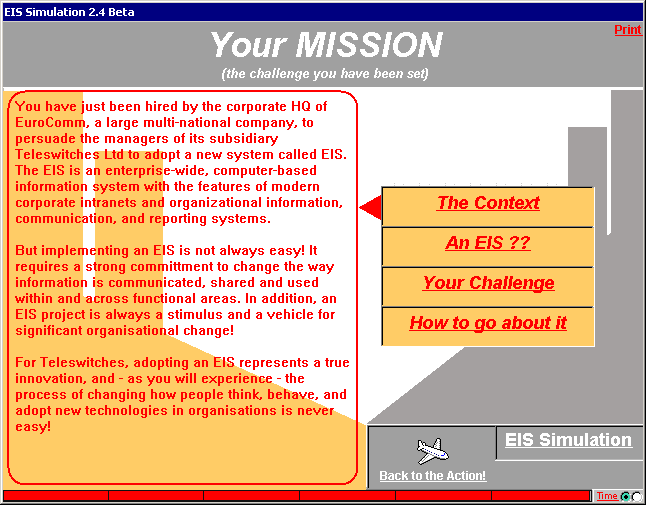 EIS Simulation 2.4 Beta
Your MISSION
Print
(the challenge you have been set)
You have just been hired by the corporate HQ of
EuroComm, a large multi-national company, to
persuade the managers of its subsidiary
Teleswitches Ltd to adopt a new system called EIS.
The EIS is an enterprise-wide, computer-based
information system with the features of modern
corporate intranets and organizational information,
communication, and reporting systems.
But implementing an EIS is not always easy! It
requires a strong committment to change the way
information is communicated, shared and used
within and across functional areas. In addition, an
EIS project is always a stimulus and a vehicle for
significant organisational change!
For Teleswitches, adopting an EIS represents a true
innovation, and - as you will experience - the
process of changing how people think, behave, and
adopt new technologies in organisations is never
easy!
The Context
An EIS ??
Your Challenge
How to go about it
EIS Simulation
Back to the Action!
Time